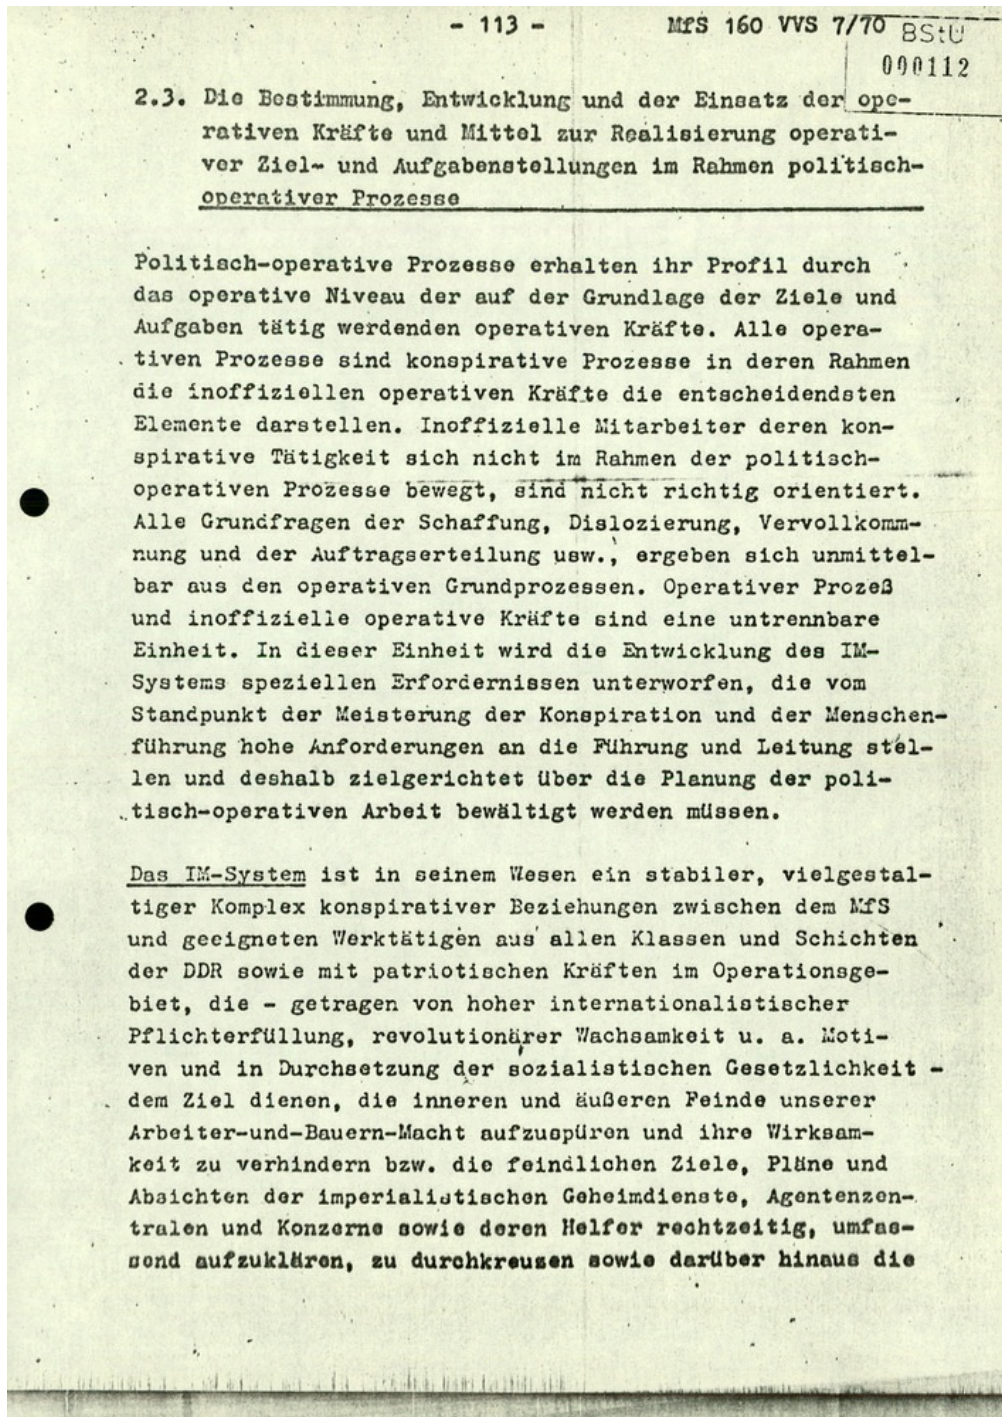 - 113 -
MfS 160 VVS 7/70
BStU
000112
2.3. Die Bestimmung, Entwicklung und der Einsatz der ope-
rativen Kräfte und Mittel zur Realisierung operati-
ver Ziel- und Aufgabenstellungen im Rahmen politisch-
operativer Prozesse
Politisch-operative Prozesse erhalten ihr Profil durch
das operative Niveau der auf der Grundlage der Ziele und
Aufgaben tätig werdenden operativen Kräfte. Alle opera-
tiven Prozesse sind konspirative Prozesse in deren Rahmen
die inoffiziellen operativen Kräfte die entscheidendsten
Elemente darstellen. Inoffizielle Mitarbeiter deren kon-
spirative Tätigkeit sich nicht im Rahmen der politisch-
operativen Prozesse bewegt, sind nicht richtig orientiert.
Alle Grundfragen der Schaffung, Dislozierung, Vervollkomm-
nung und der Auftragserteilung usw., ergeben sich unmittel-
bar aus den operativen Grundprozessen. Operativer Prozeß
und inoffizielle operative Kräfte sind eine untrennbare
Einheit. In dieser Einheit wird die Entwicklung des IM-
Systems speziellen Erfordernissen unterworfen, die vom
Standpunkt der Meisterung der Konspiration und der Menschen-
führung hohe Anforderungen an die Führung und Leitung stel-
len und deshalb zielgerichtet über die Planung der poli-
tisch-operativen Arbeit bewältigt werden müssen.
Das IM-System ist in seinem Wesen ein stabiler, vielgestal-
tiger Komplex konspirativer Beziehungen zwischen dem MfS
und geeigneten Werktätigen aus allen Klassen und Schichten
der DDR sowie mit patriotischen Kräften im Operationsge-
biet, die - getragen von hoher internationalistischer
Pflichterfüllung, revolutionärer Wachsamkeit u. a. Moti-
ven und in Durchsetzung der sozialistischen Gesetzlichkeit -
dem Ziel dienen, die inneren und äußeren Feinde unserer
Arbeiter-und-Bauern-Macht aufzuspüren und ihre Wirksam-
keit zu verhindern bzw. die feindlichen Ziele, Pläne und
Absichten der imperialistischen Geheimdienste, Agentenzen-
tralen und Konzerne sowie deren Helfer rechtzeitig, umfas-
send aufzuklären, zu durchkreuzen sowie darüber hinaus die